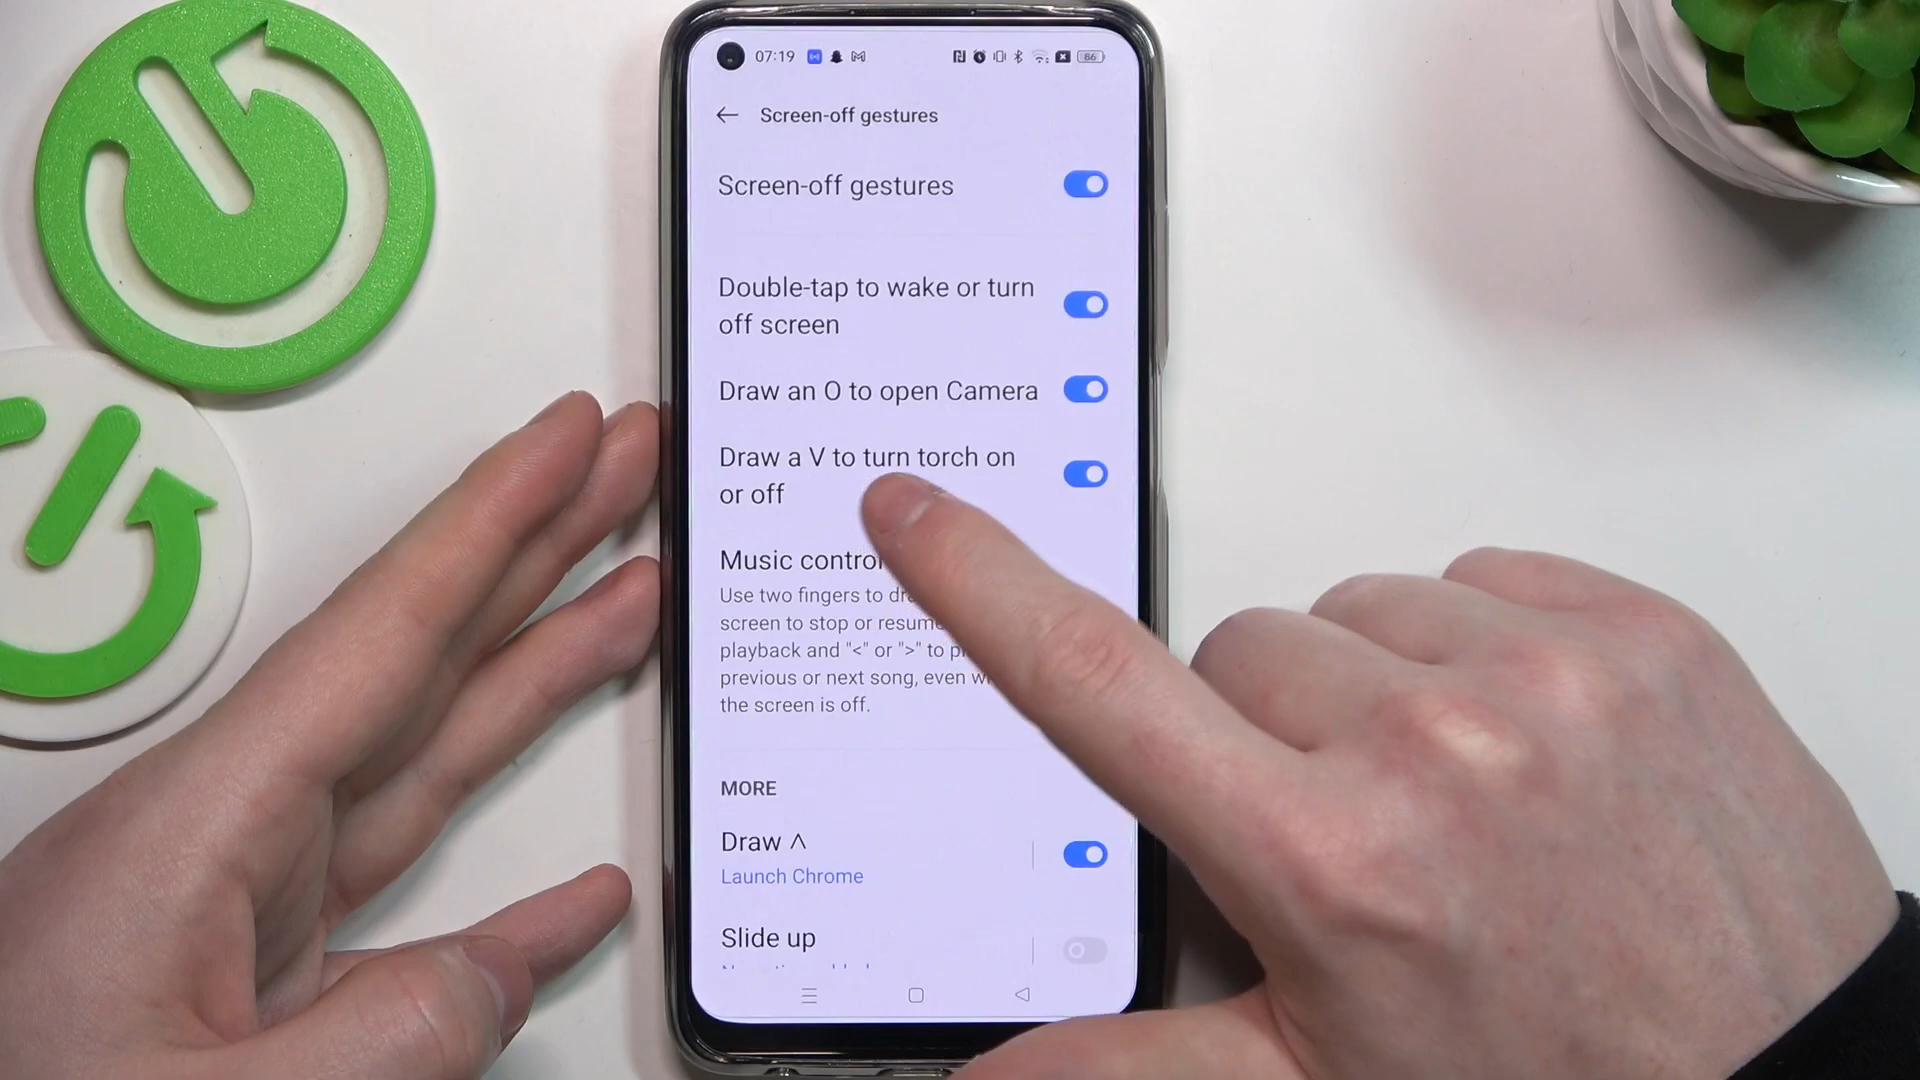 07:19
86
Screen-off gestures
Screen-off gestures
Double-tap to wake or turn
off screen
Draw an O to open Camera
Draw a V to turn torch on
or off
Music control
Use two fingers to
screen to stop or resume
playback and "<" or ">" to
previous or next song, even
the screen is off.
MORE
Draw ^
Launch Chrome
Slide up